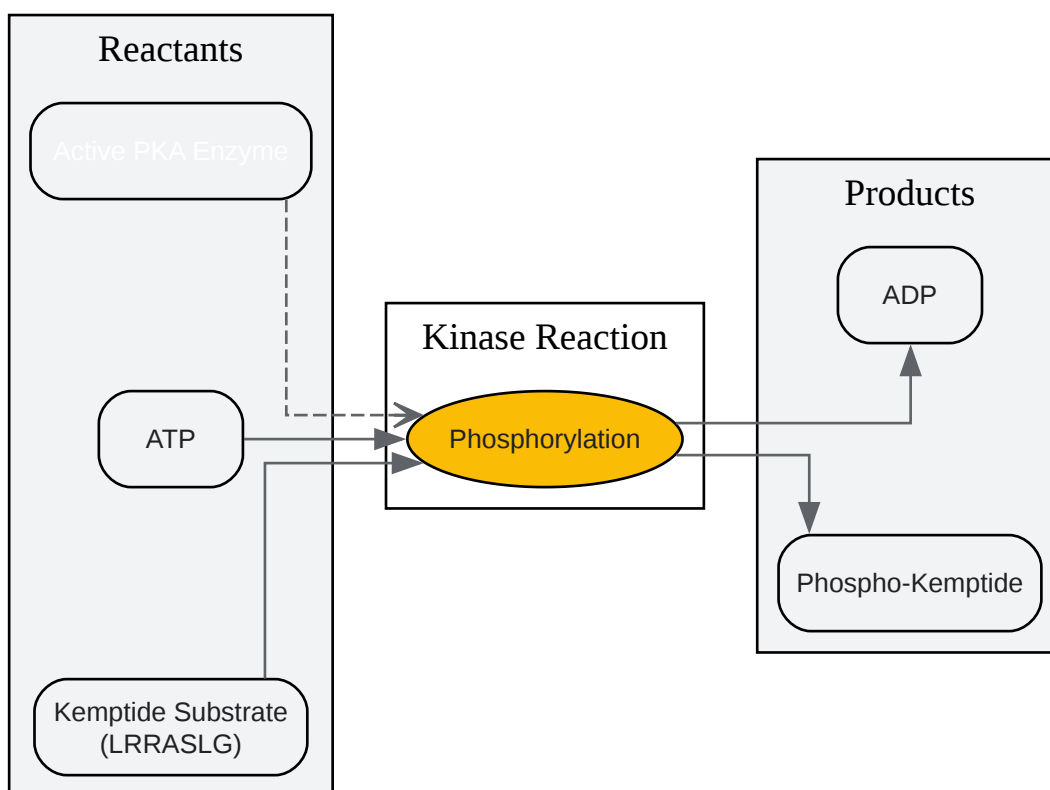 Reactants
Active PKA Enzyme
ATP
Kemptide Substrate
(LRRASLG)
Kinase Reaction
Phosphorylation
Products
ADP
Phospho-Kemptide